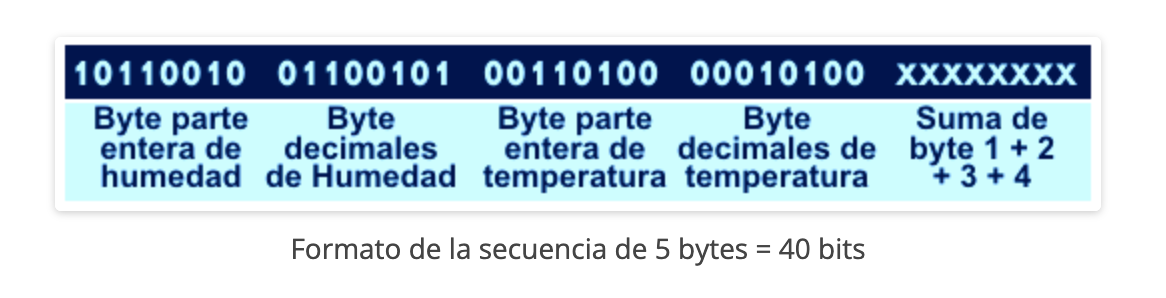 10110010 01100101 00110100 00010100 xxxxxxxx
Byte parte
entera de
humedad
Byte
decimales
de Humedad
Byte parte
entera de
temperatura
Byte
decimales de
temperatura
Suma de
byte 1 + 2
+ 3 + 4
Formato de la secuencia de 5 bytes = 40 bits